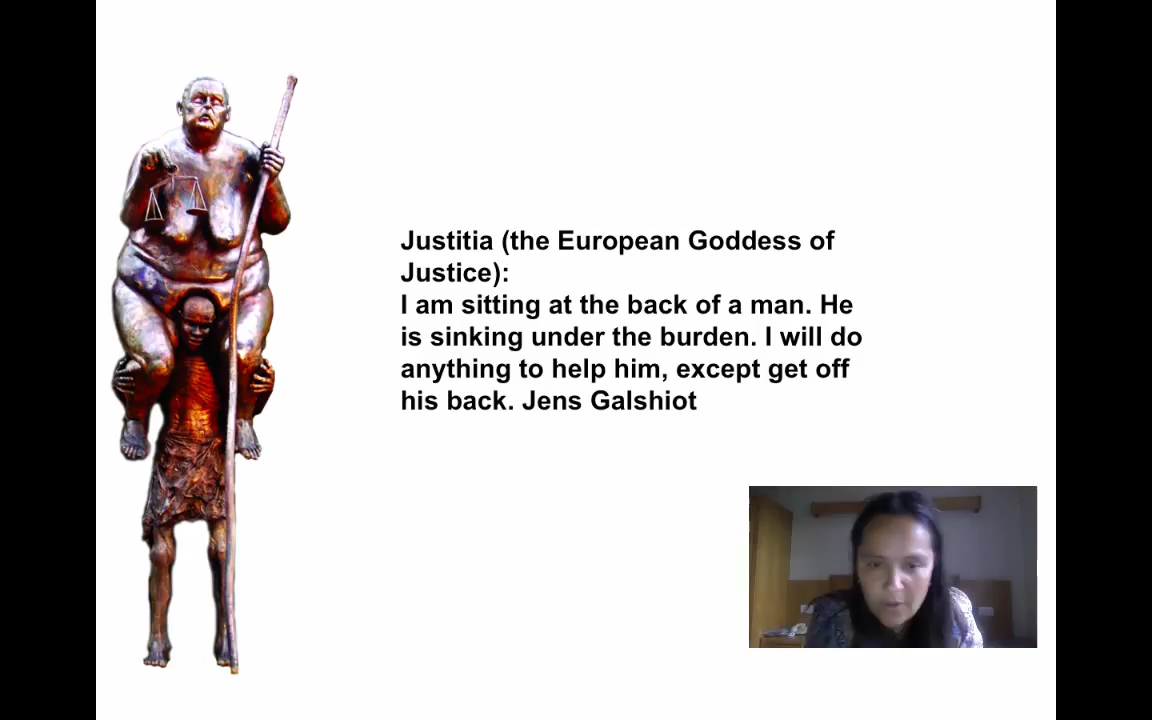 Justitia (the European Goddess of
Justice):
I am sitting at the back of a man. He
is sinking under the burden. I will do
anything to help him, except get off
his back. Jens Galshiot